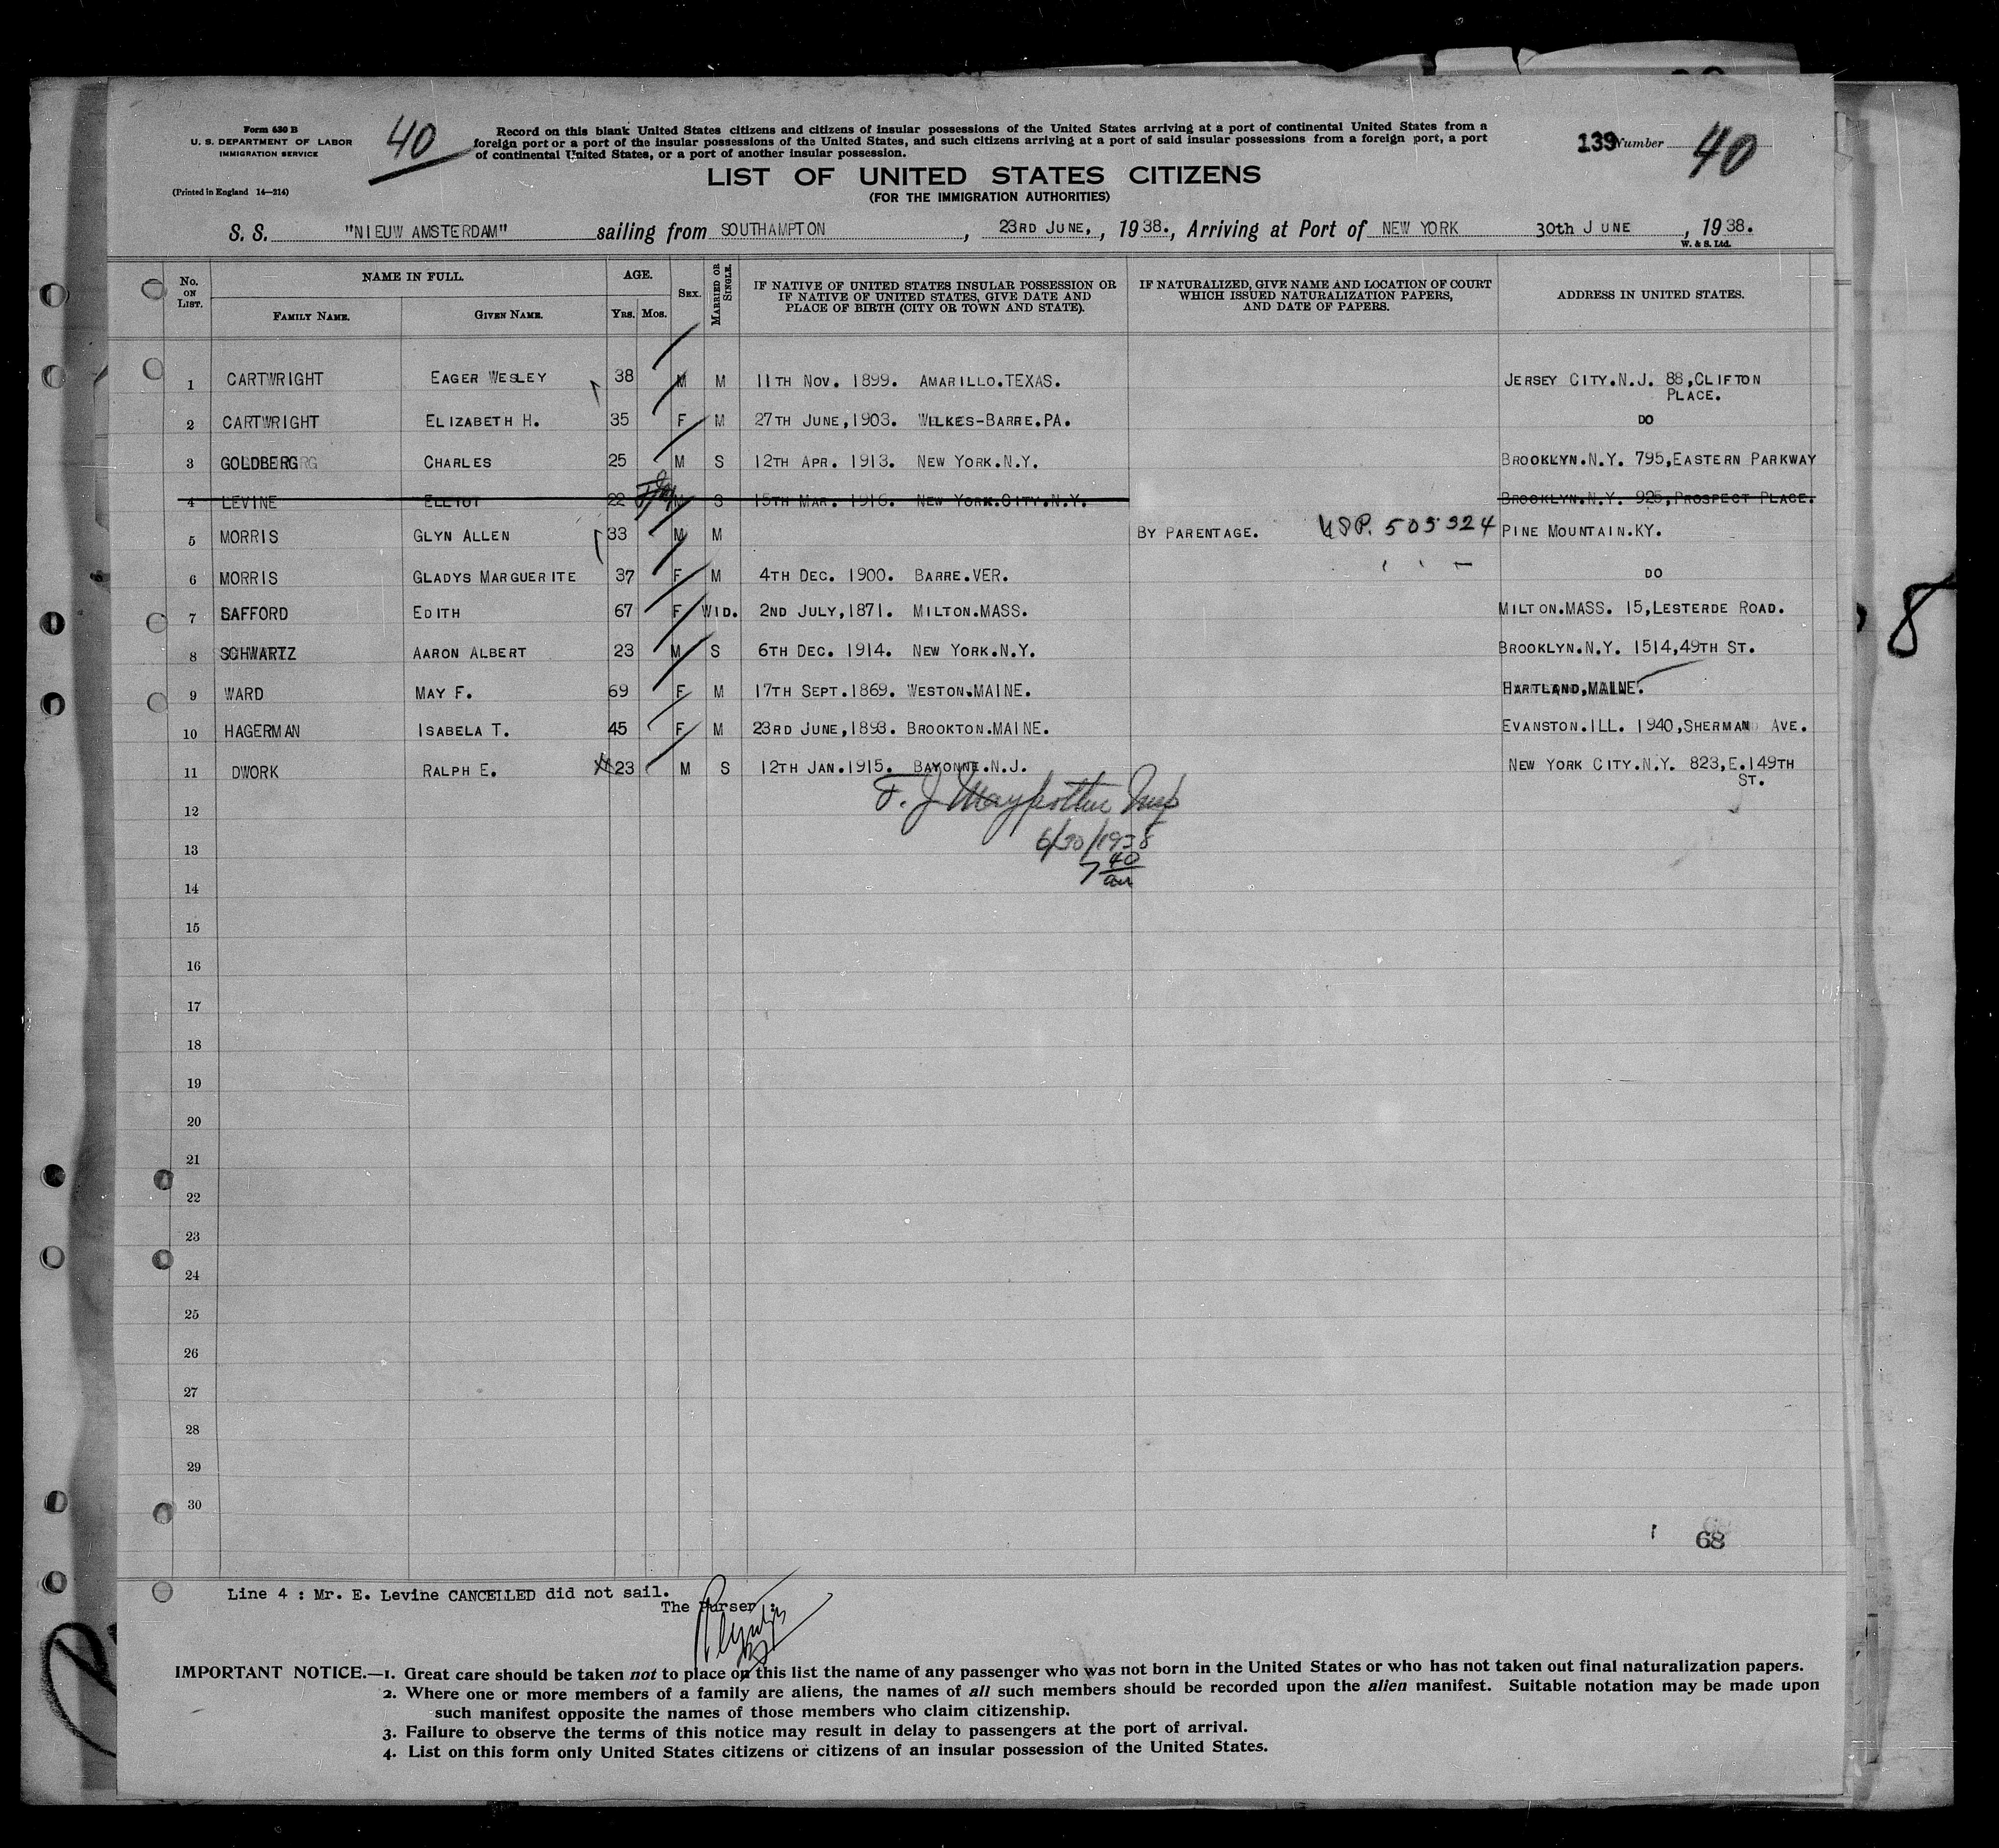 Form 630 B
U. S. DEPARTMENT OF LABOR
IMMIGRATION SERVICE
(Printed in England 14—214)
40
Record on this blank United States citizens and citizens of insular possessions of the United States arriving at a port of continental United States from a
foreign port or a port of the insular possessions of the United States, and such citizens arriving at a port of said insular possessions from a foreign port, a port
of continental United States, or a port of another insular possession.
139 Number 40
LIST OF UNITED STATES CITIZENS
(FOR THE IMMIGRATION AUTHORITIES)
S. S. "NIEUW AMSTERDAM" sailing from SOUTHAMPTON, 23RD JUNE, 1938., Arriving at Port of NEW YORK 30th JUNE, 1938.
W. & S. Ltd.
No. ON LIST. NAME IN FULL. AGE. SEX. MARRIED OR SINGLE. IF NATIVE OF UNITED STATES INSULAR POSSESSION OR IF NATIVE OF UNITED STATES, GIVE DATE AND PLACE OF BIRTH (CITY OR TOWN AND STATE). IF NATURALIZED, GIVE NAME AND LOCATION OF COURT WHICH ISSUED NATURALIZATION PAPERS, AND DATE OF PAPERS. ADDRESS IN UNITED STATES.
FAMILY NAME. GIVEN NAME. YRS. MOS.
1 CARTWRIGHT EAGER WESLEY 38 M M 11TH NOV. 1899. AMARILLO.TEXAS. JERSEY CITY.N.J. 88,CLIFTON
PLACE.
2 CARTWRIGHT ELIZABETH H. 35 F M 27TH JUNE,1903. WILKES-BARRE.PA. DO
3 GOLDBERG CHARLES 25 M S 12TH APR. 1913. NEW YORK.N.Y. BROOKLYN.N.Y. 795,EASTERN PARKWAY
4 LEVINE ELLIOT 22 M S 15TH MAR. 1916. NEW YORK.CITY.N.Y. BROOKLYN.N.Y. 925,PROSPECT PLACE.
5 MORRIS GLYN ALLEN 33 M M BY PARENTAGE. USP. 505324 PINE MOUNTAIN.KY.
6 MORRIS GLADYS MARGUERITE 37 F M 4TH DEC. 1900. BARRE.VER. DO
7 SAFFORD EDITH 67 F WID. 2ND JULY,1871. MILTON.MASS. MILTON.MASS. 15,LESTERDE ROAD.
8 SCHWARTZ AARON ALBERT 23 M S 6TH DEC. 1914. NEW YORK.N.Y. BROOKLYN.N.Y. 1514,49TH ST.
9 WARD MAY F. 69 F M 17TH SEPT.1869. WESTON.MAINE. HARTLAND,MAINE.
10 HAGERMAN ISABELA T. 45 F M 23RD JUNE,1893. BROOKTON.MAINE. EVANSTON.ILL. 1940,SHERMAN AVE.
11 DWORK RALPH E. 23 M S 12TH JAN.1915. BAYONNE.N.J. NEW YORK CITY.N.Y. 823,E.149TH
ST.
12 F. J
13 6/30/1938
14 7 40 am
15
16
17
18
19
20
21
22
23
24
25
26
27
28
29
30
68
8
Line 4 : Mr. E. Levine CANCELLED did not sail.
The Purser :
IMPORTANT NOTICE.—1. Great care should be taken not to place on this list the name of any passenger who was not born in the United States or who has not taken out final naturalization papers.
2. Where one or more members of a family are aliens, the names of all such members should be recorded upon the alien manifest. Suitable notation may be made upon
such manifest opposite the names of those members who claim citizenship.
3. Failure to observe the terms of this notice may result in delay to passengers at the port of arrival.
4. List on this form only United States citizens or citizens of an insular possession of the United States.